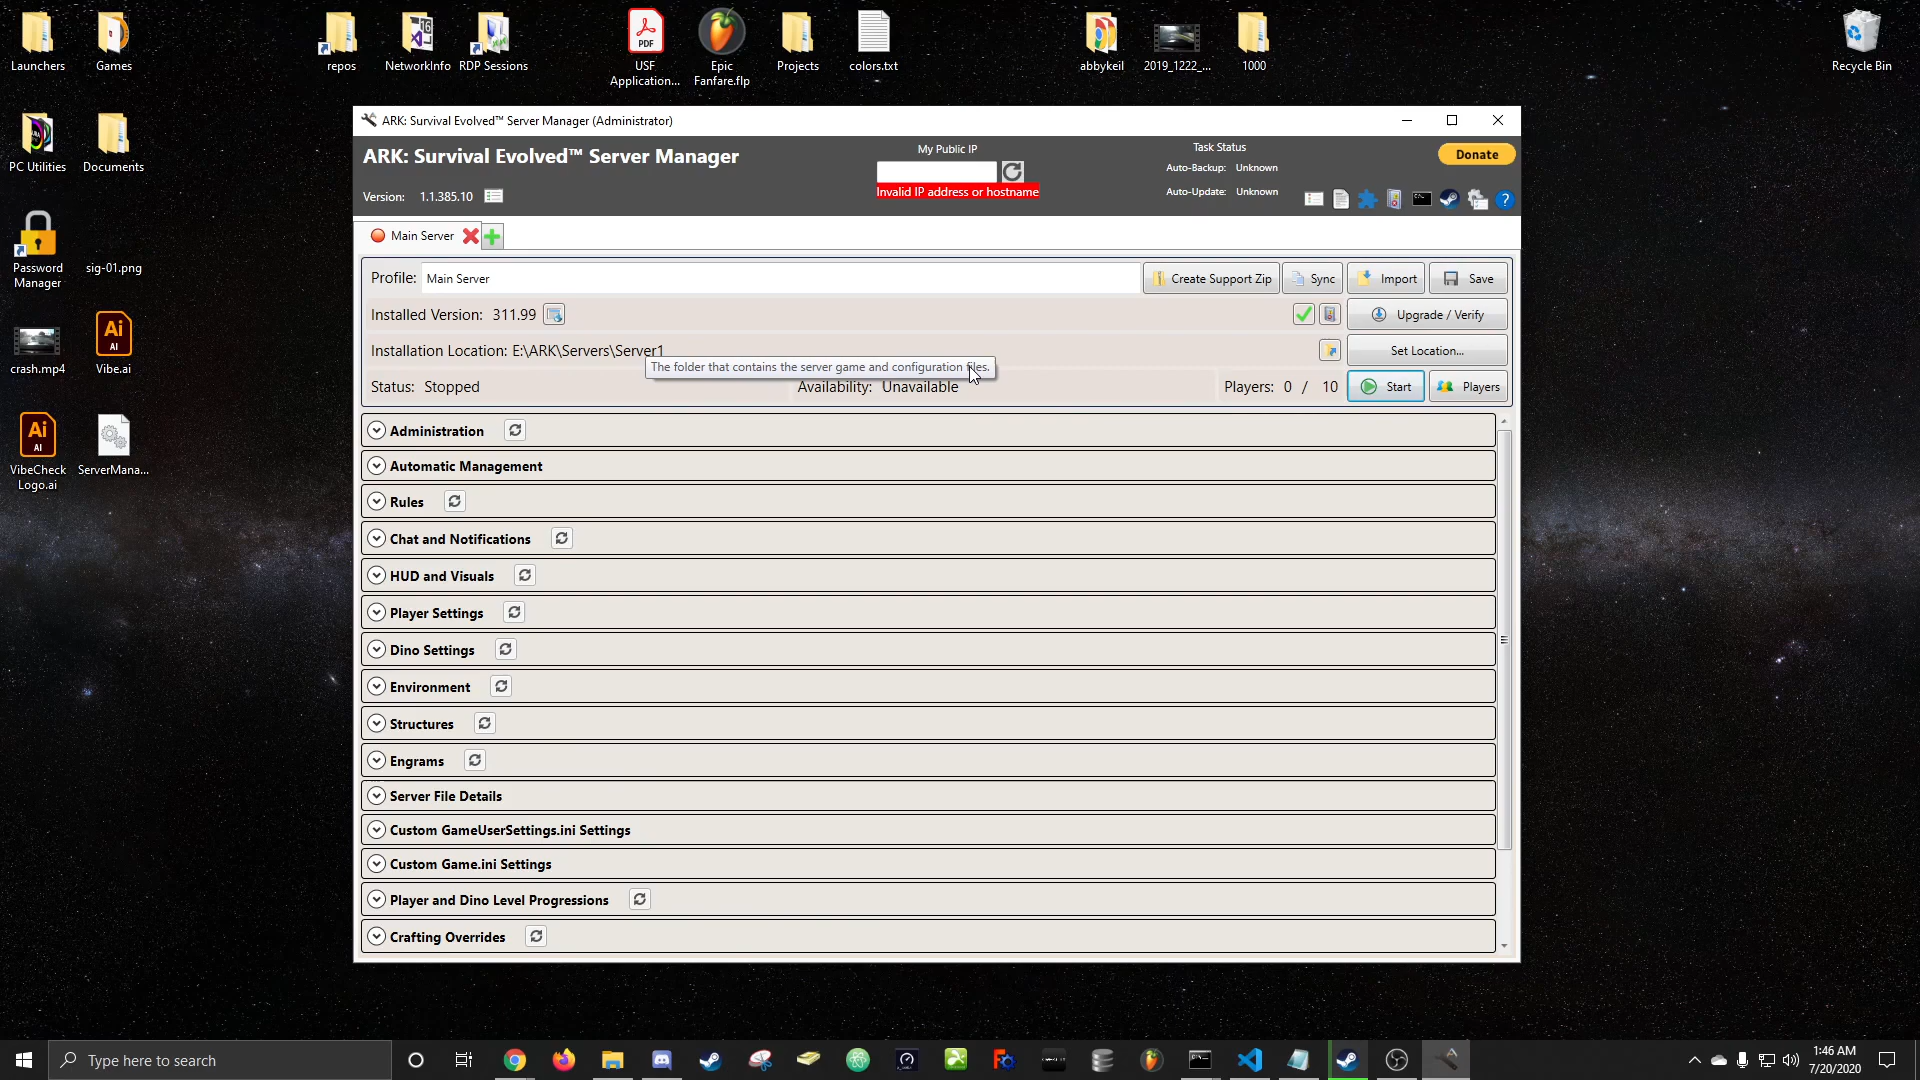 Launchers
Games
repos
NetworkInfo
RDP Sessions
PDF
USF
Application...
Epic
Fanfare.flp
Projects
colors.txt
abbykeil
2019_1222_...
1000
Recycle Bin
PC Utilities
Documents
Password
Manager
sig-01.png
crash.mp4
Ai
AI
Vibe.ai
Ai
AI
VibeCheck
Logo.ai
ServerMana...
ARK: Survival Evolved™ Server Manager (Administrator)
ARK: Survival Evolved™ Server Manager
Version: 1.1.385.10
My Public IP
Invalid IP address or hostname
Task Status
Auto-Backup: Unknown
Auto-Update: Unknown
Donate
Main Server
Profile: Main Server
Create Support Zip
Sync
Import
Save
Installed Version: 311.99
Upgrade / Verify
Installation Location: E:\ARK\Servers\Server1
Set Location...
The folder that contains the server game and configuration files.
Status: Stopped
Availability: Unavailable
Players: 0 / 10
Start
Players
Administration
Automatic Management
Rules
Chat and Notifications
HUD and Visuals
Player Settings
Dino Settings
Environment
Structures
Engrams
Server File Details
Custom GameUserSettings.ini Settings
Custom Game.ini Settings
Player and Dino Level Progressions
Crafting Overrides
Type here to search
1:46 AM
7/20/2020